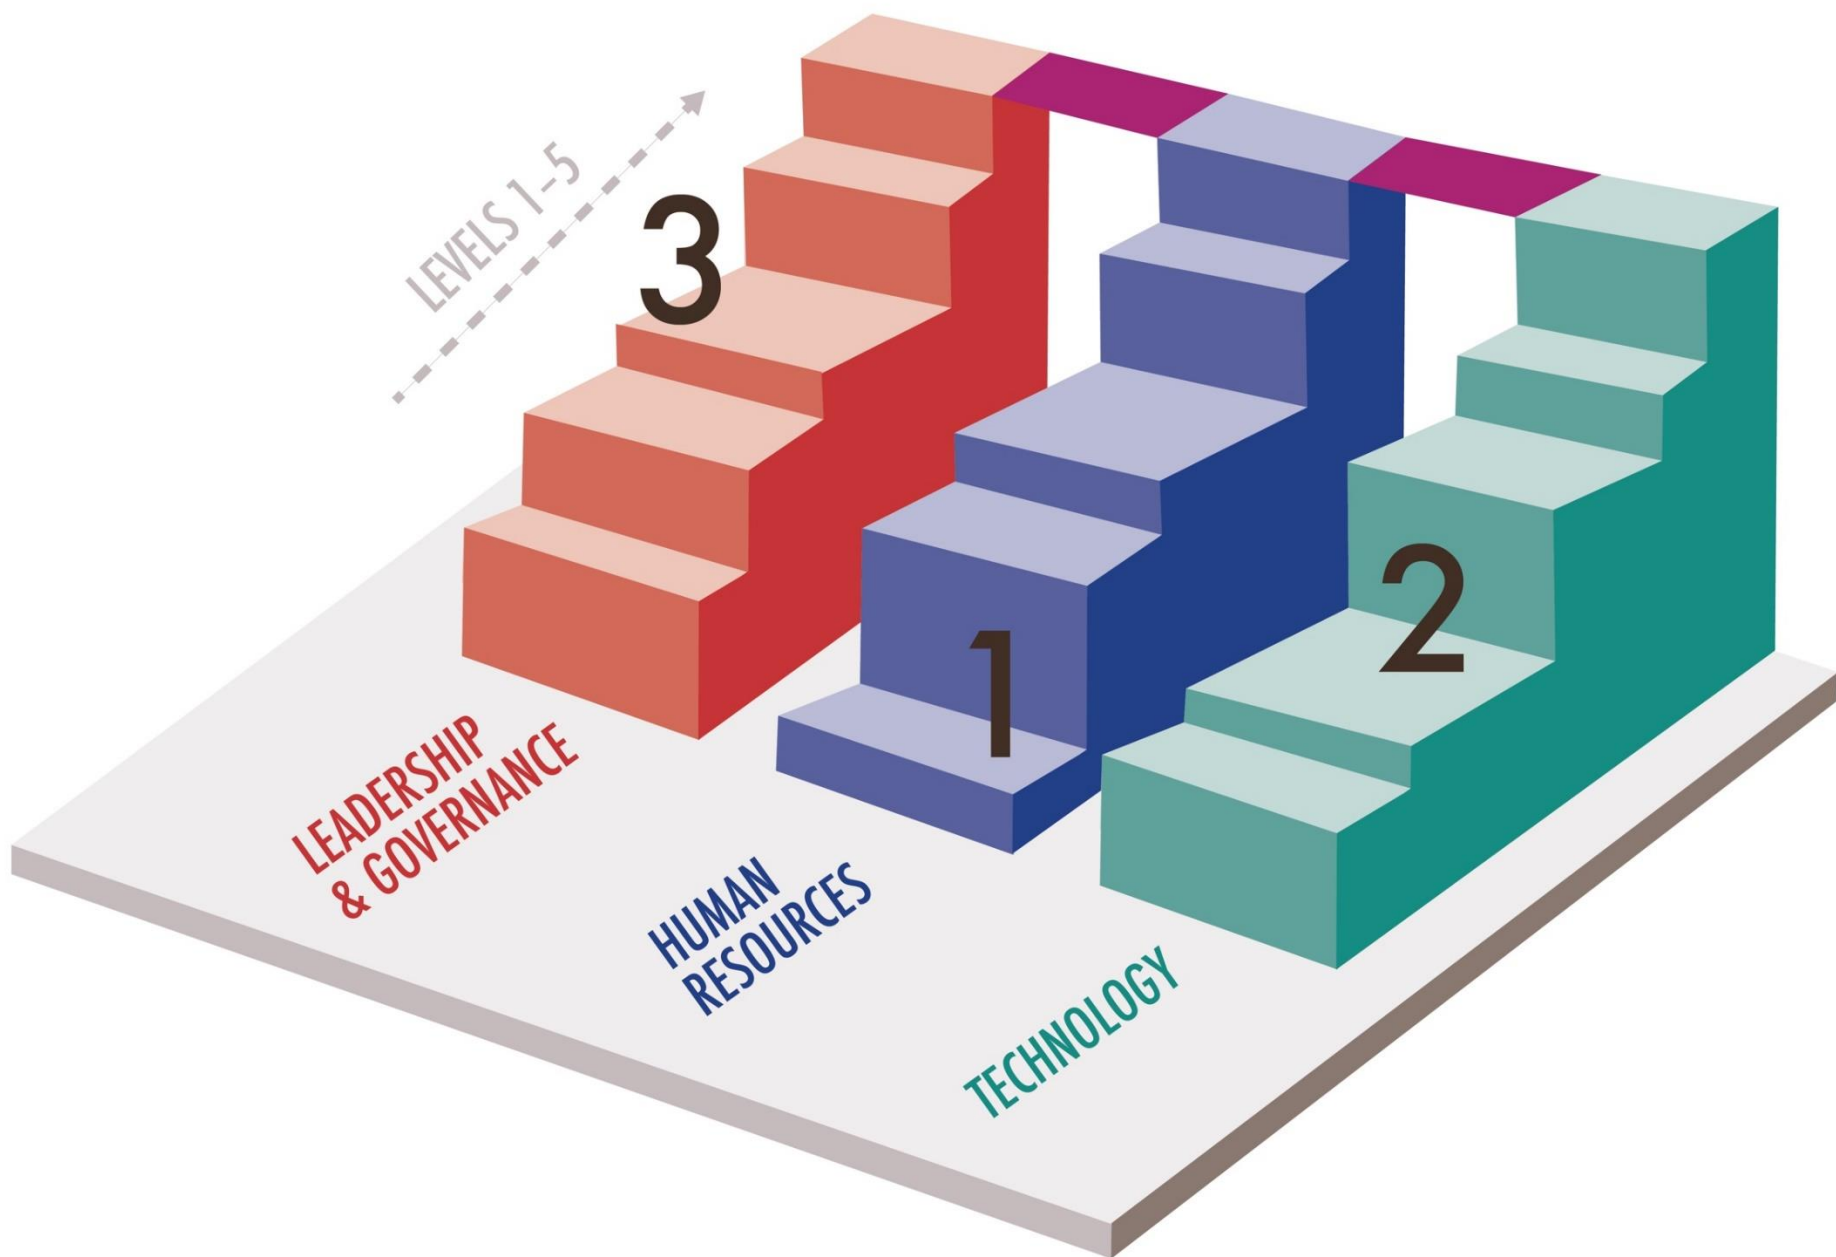 LEVELS 1–5
3
1
2
LEADERSHIP
& GOVERNANCE
HUMAN
RESOURCES
TECHNOLOGY